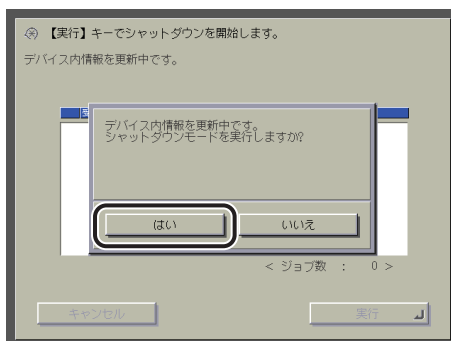 【実行】キーでシャットダウンを開始します。
デバイス内情報を更新中です。
デバイス内情報を更新中です。
シャットダウンモードを実行しますか?
はい
いいえ
< ジョブ数 : 0 >
キャンセル
実行